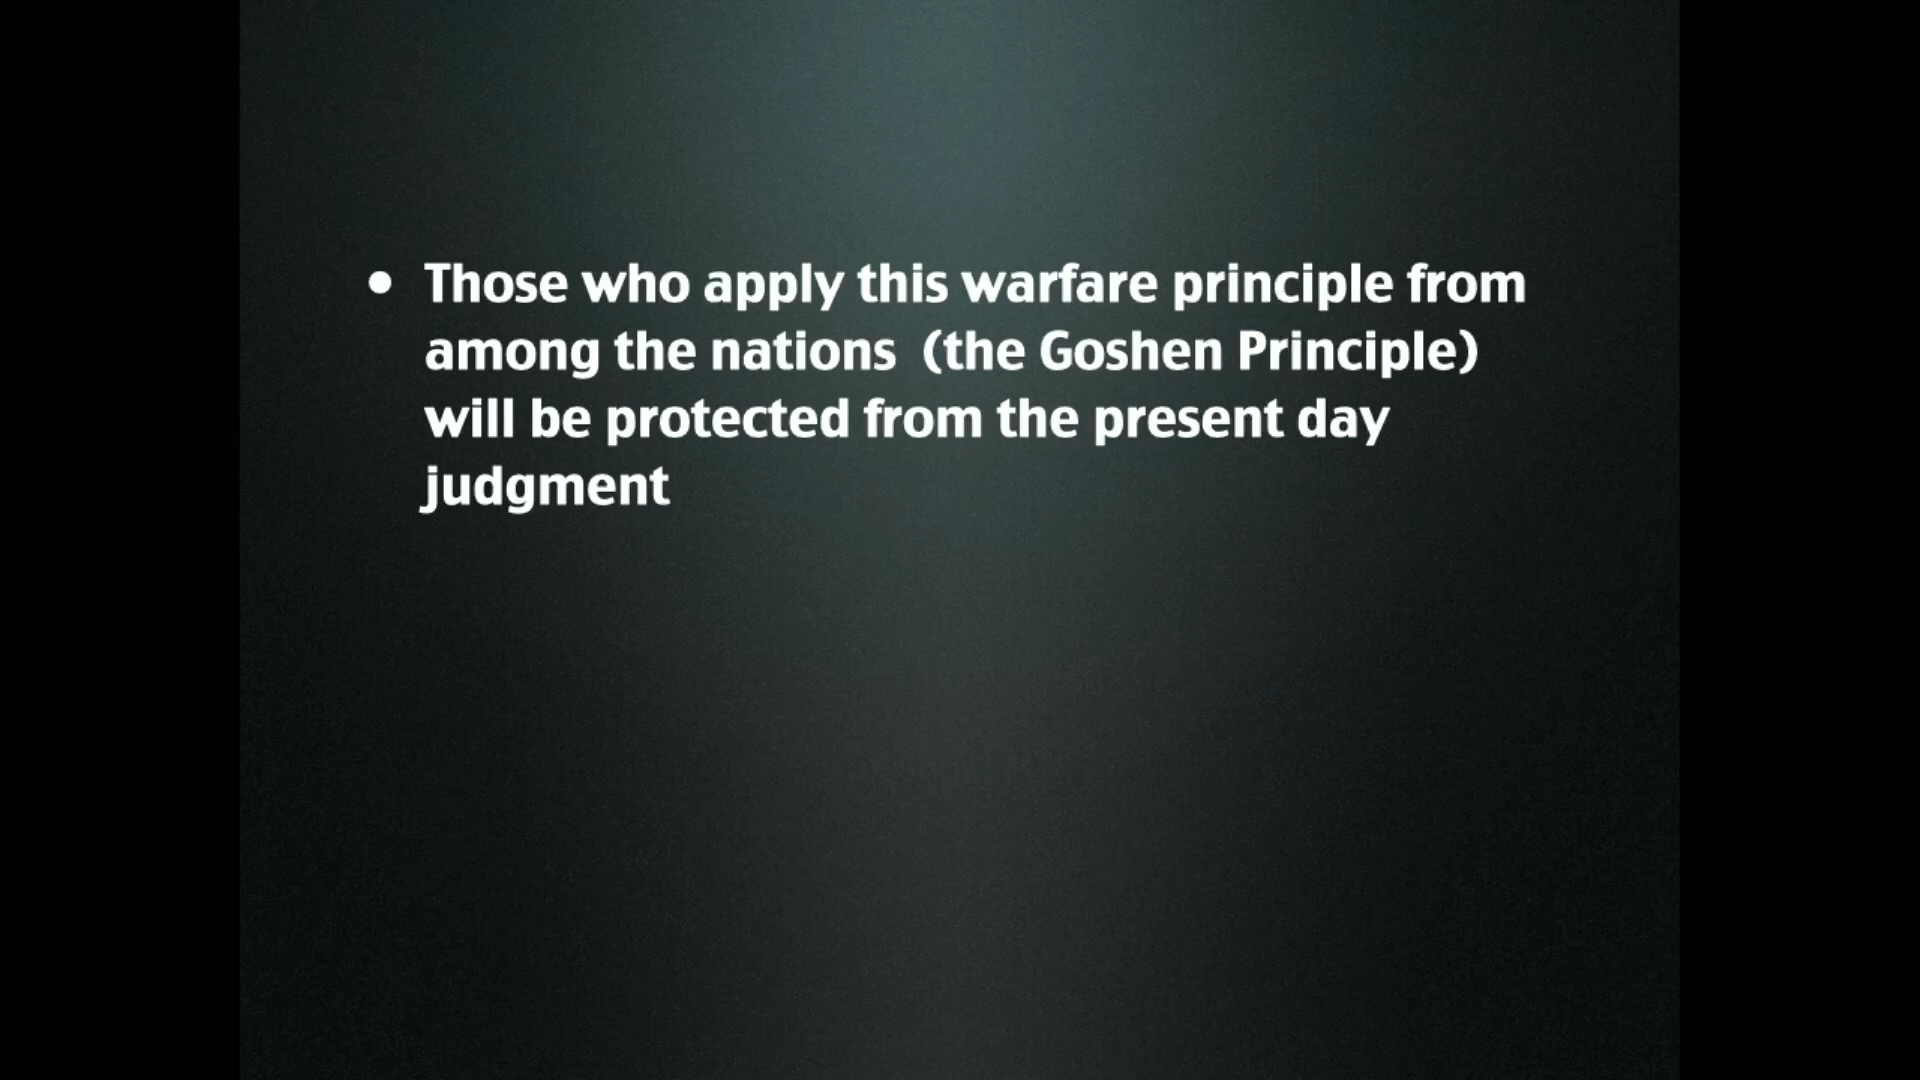 • Those who apply this warfare principle from
among the nations  (the Goshen Principle)
will be protected from the present day
judgment